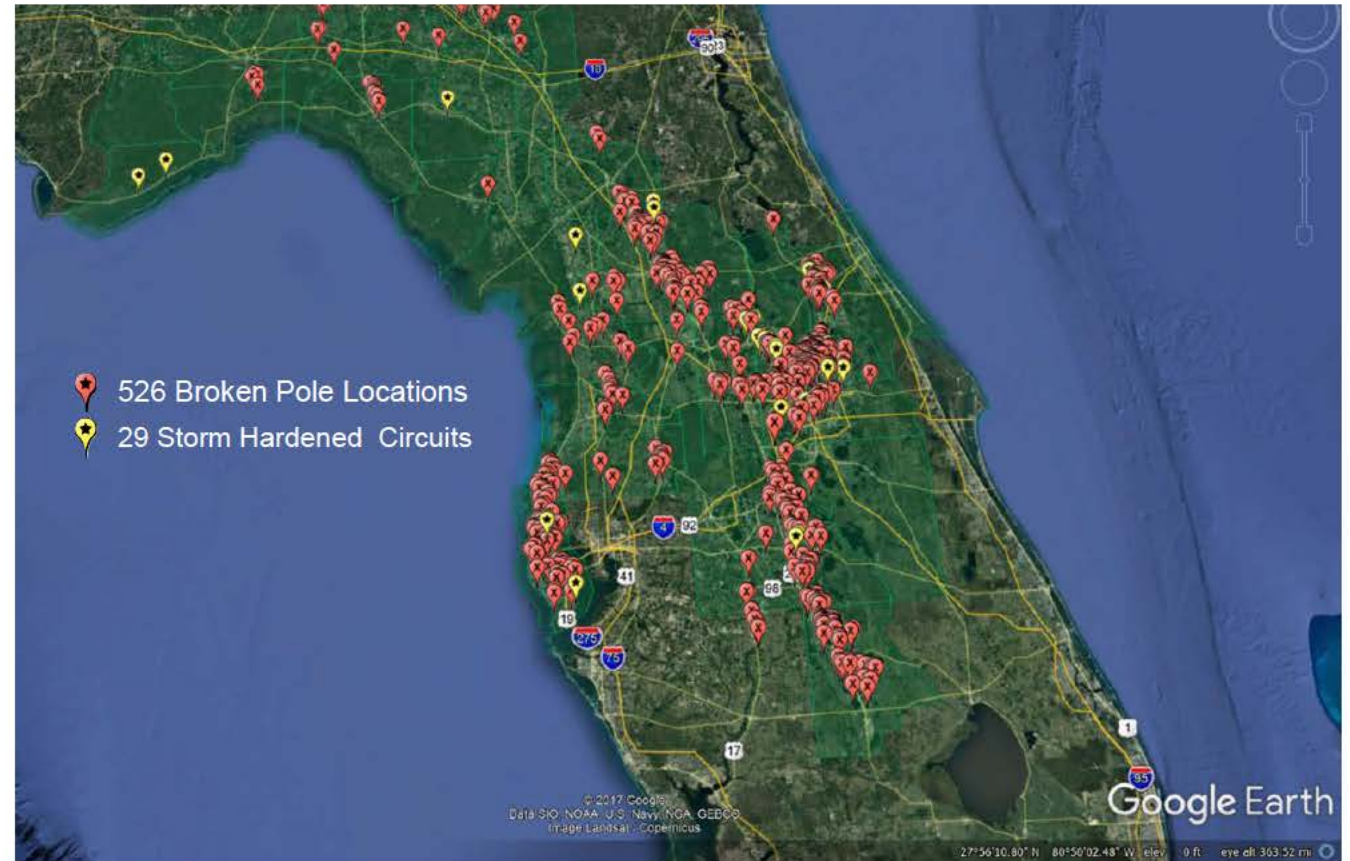 10
90
23
526 Broken Pole Locations
29 Storm Hardened Circuits
4
92
41
98
19
275
75
17
1
95
© 2017 Google
Data SIO, NOAA, U.S. Navy, NGA, GEBCO
Image Landsat / Copernicus
Google Earth
27°56'10.80" N 80°50'02.48" W elev 0 ft eye alt 363.52 mi